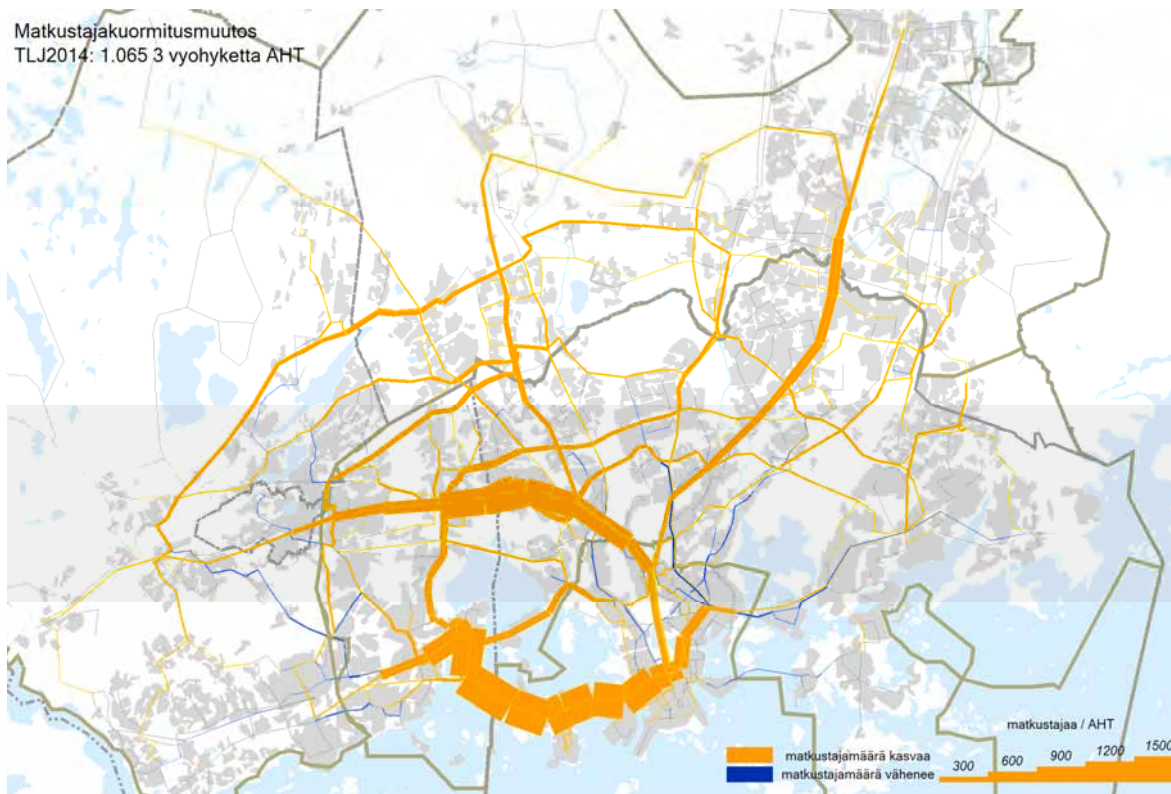 Matkustajakuormitusmuutos
TLJ2014: 1.065 3 vyohyketta AHT
matkustajaa / AHT
300 600 900 1200 1500
matkustajamäärä kasvaa
matkustajamäärä vähenee